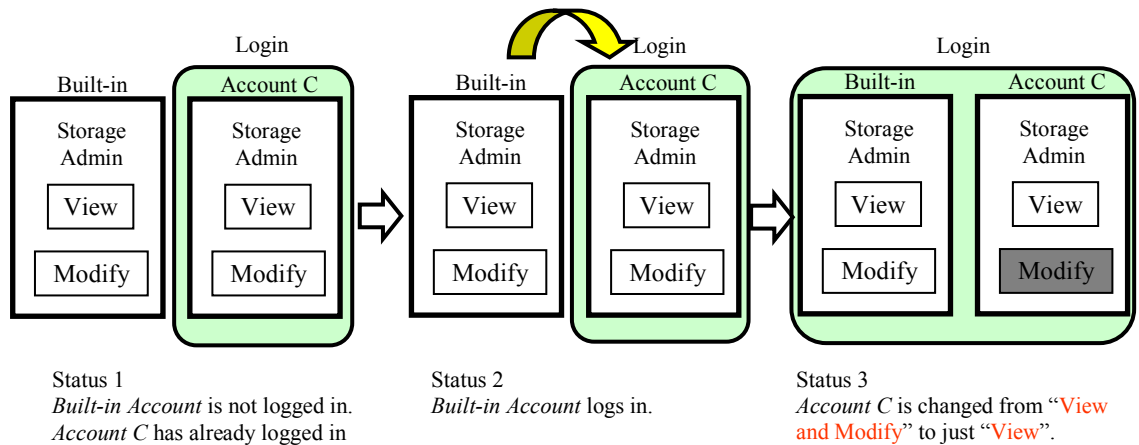 Login
Built-in
Account C
Storage
Admin
View
Modify
Storage
Admin
View
Modify
Status 1
Built-in Account is not logged in.
Account C has already logged in
Login
Built-in
Account C
Storage
Admin
View
Modify
Storage
Admin
View
Modify
Status 2
Built-in Account logs in.
Login
Built-in
Account C
Storage
Admin
View
Modify
Storage
Admin
View
Modify
Status 3
Account C is changed from “View
and Modify” to just “View”.